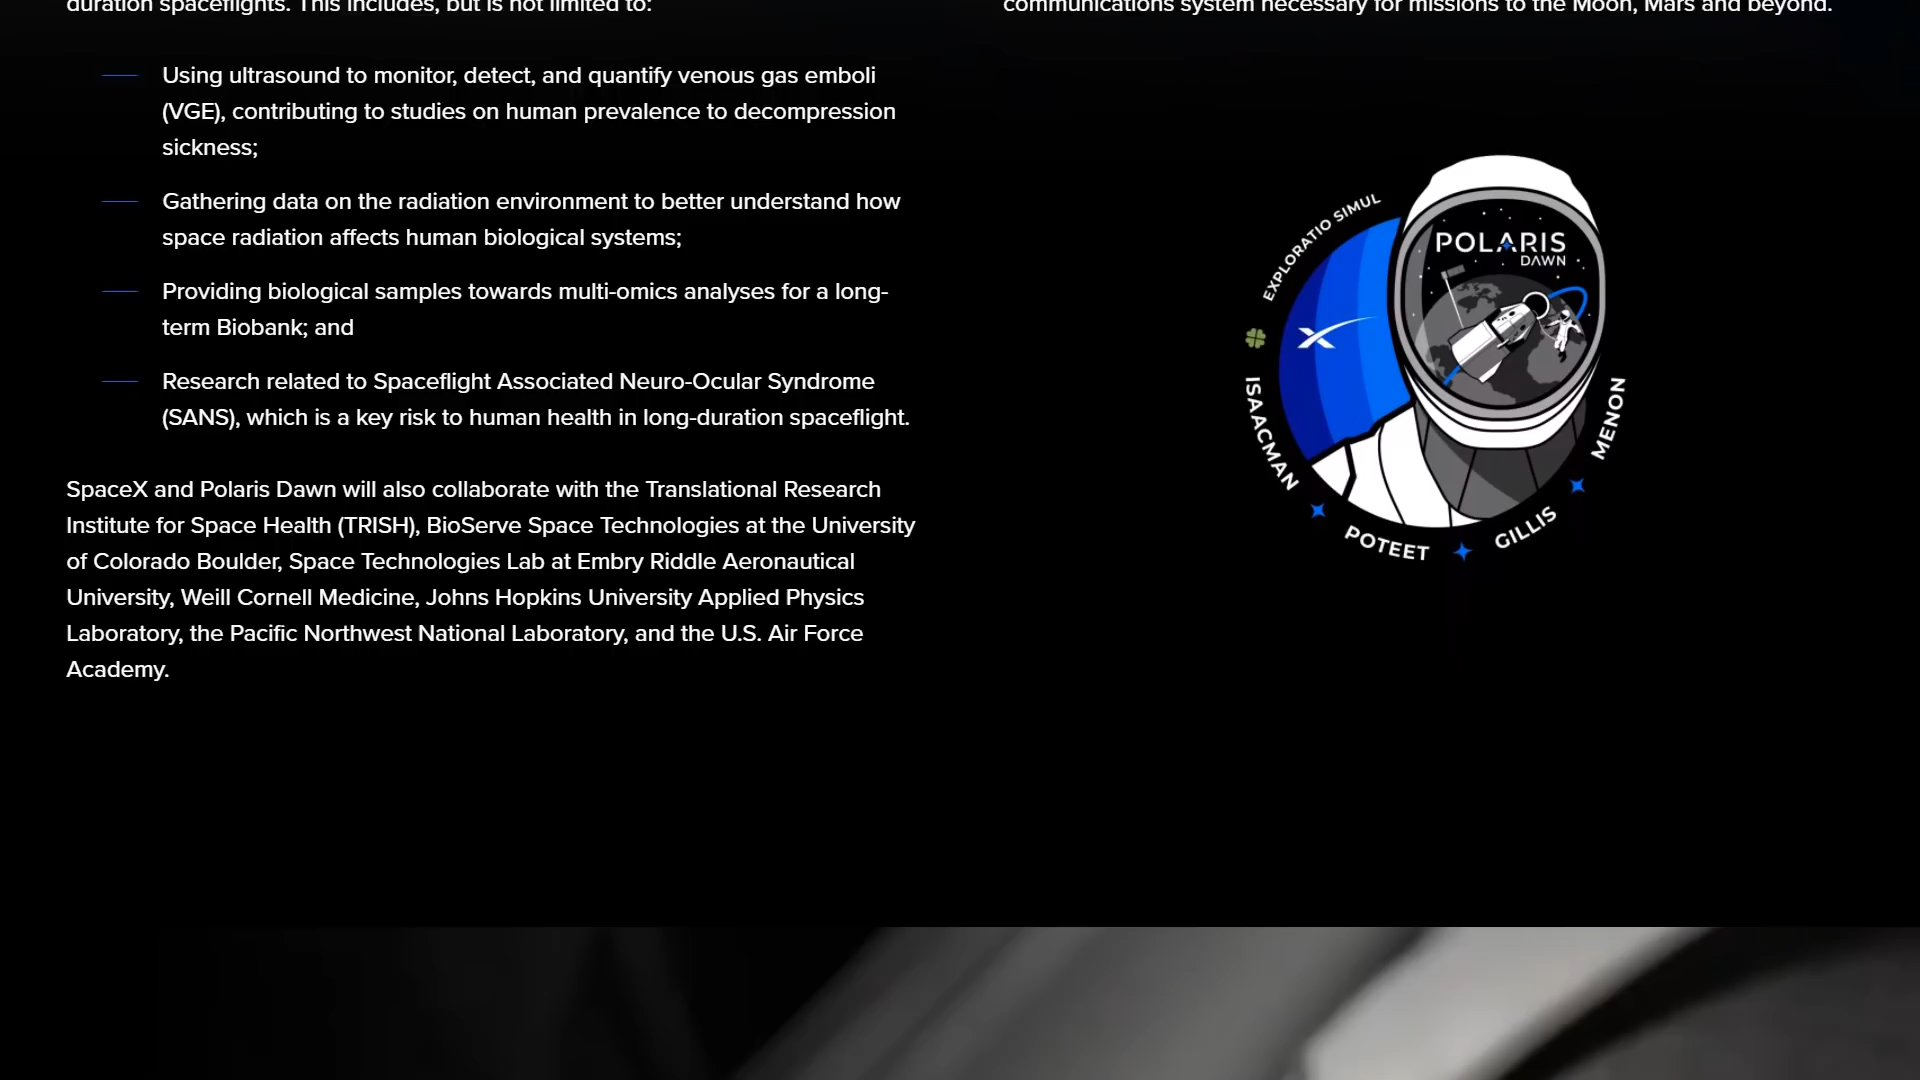 duration spaceflights. This includes, but is not limited to:
Using ultrasound to monitor, detect, and quantify venous gas emboli
(VGE), contributing to studies on human prevalence to decompression
sickness;
Gathering data on the radiation environment to better understand how
space radiation affects human biological systems;
Providing biological samples towards multi-omics analyses for a long-
term Biobank; and
Research related to Spaceflight Associated Neuro-Ocular Syndrome
(SANS), which is a key risk to human health in long-duration spaceflight.
SpaceX and Polaris Dawn will also collaborate with the Translational Research
Institute for Space Health (TRISH), BioServe Space Technologies at the University
of Colorado Boulder, Space Technologies Lab at Embry Riddle Aeronautical
University, Weill Cornell Medicine, Johns Hopkins University Applied Physics
Laboratory, the Pacific Northwest National Laboratory, and the U.S. Air Force
Academy.
communications system necessary for missions to the Moon, Mars and beyond.
EXPLORATIO SIMUL
POLARIS
DAWN
ISAACMAN
POTEET
GILLIS
MENON